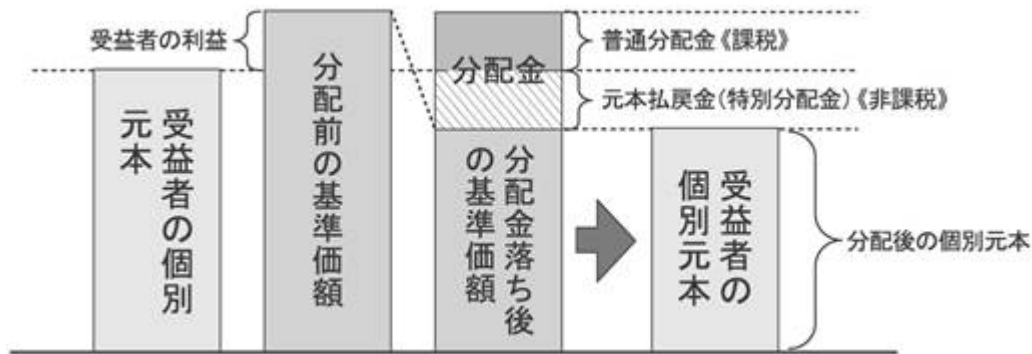 受益者の利益
受益者の個別
元本
分配前の基準価額
分配金
普通分配金《課税》
元本払戻金(特別分配金)《非課税》
分配金落ち後
の基準価額
受益者の
個別元本
分配後の個別元本